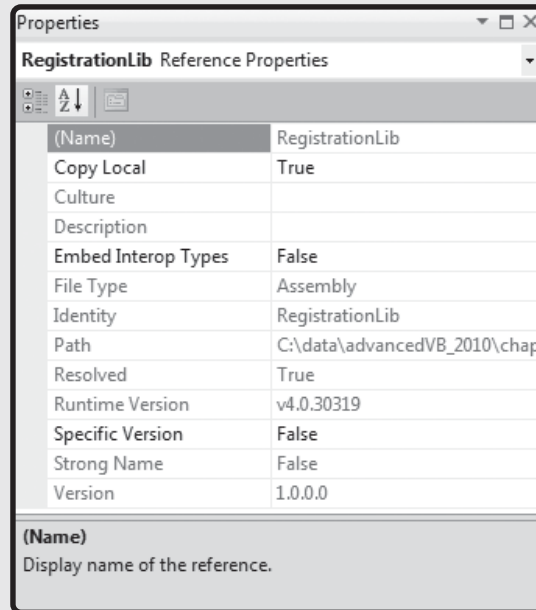 Properties
RegistrationLib Reference Properties
(Name) RegistrationLib
Copy Local True
Culture
Description
Embed Interop Types False
File Type Assembly
Identity RegistrationLib
Path C:\data\advancedVB_2010\chap
Resolved True
Runtime Version v4.0.30319
Specific Version False
Strong Name False
Version 1.0.0.0
(Name)
Display name of the reference.